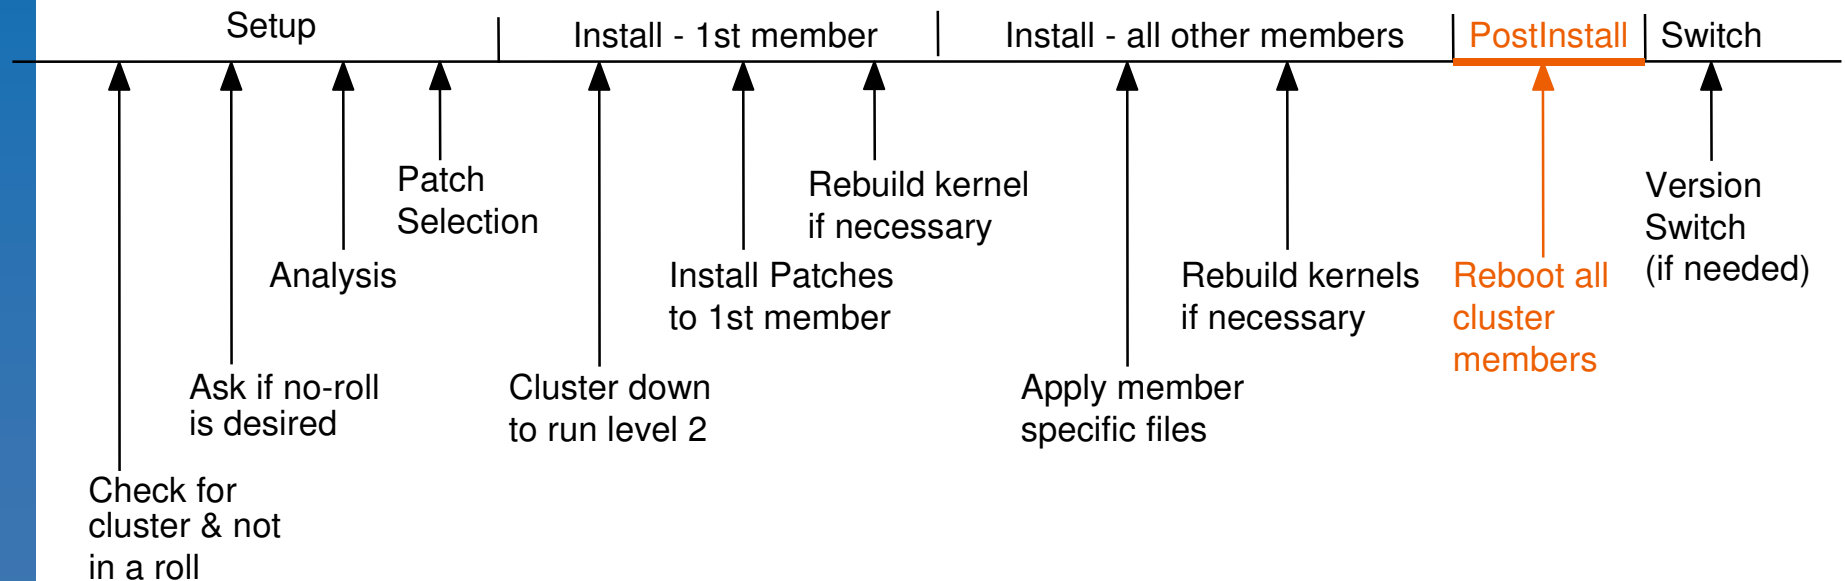 Setup
Install - 1st member
Install - all other members
PostInstall
Switch
Patch
Selection
Rebuild kernel
if necessary
Version
Switch
(if needed)
Analysis
Install Patches
to 1st member
Rebuild kernels
if necessary
Reboot all
cluster
members
Ask if no-roll
is desired
Cluster down
to run level 2
Apply member
specific files
Check for
cluster & not
in a roll